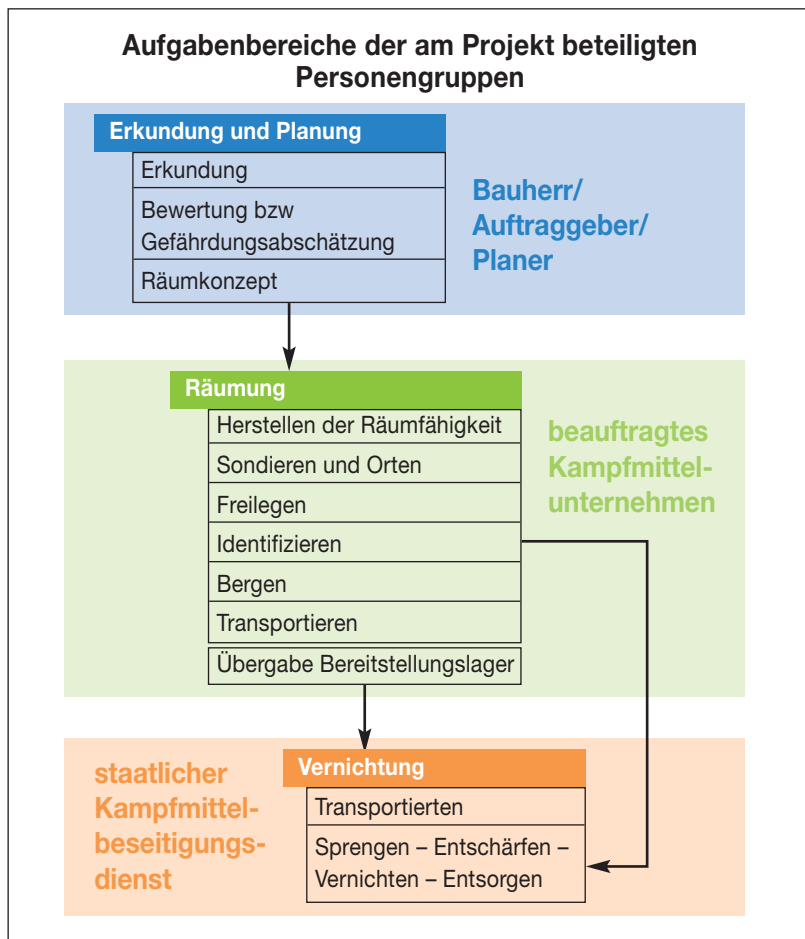 Aufgabenbereiche der am Projekt beteiligten
Personengruppen
Erkundung und Planung
Erkundung
Bewertung bzw
Gefährdungsabschätzung
Räumkonzept
Bauherr/
Auftraggeber/
Planer
Räumung
Herstellen der Räumfähigkeit
Sondieren und Orten
Freilegen
Identifizieren
Bergen
Transportieren
Übergabe Bereitstellungslager
beauftragtes
Kampfmittel-
unternehmen
staatlicher
Kampfmittel-
beseitigungs-
dienst
Vernichtung
Transportierten
Sprengen – Entschärfen –
Vernichten – Entsorgen